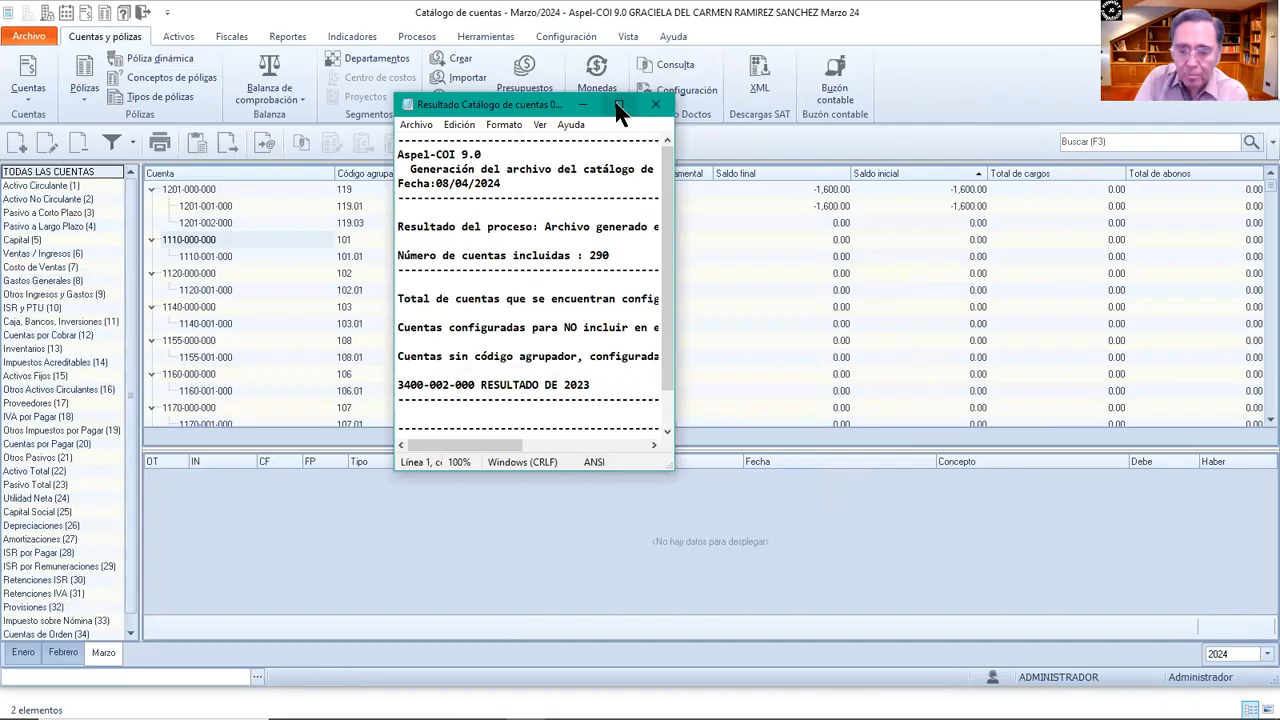 Catálogo de cuentas - Marzo/2024 - Aspel-COI 9.0 GRACIELA DEL CARMEN RAMIREZ SANCHEZ Marzo 24
Archivo
Cuentas y pólizas
Activos
Fiscales
Reportes
Indicadores
Procesos
Herramientas
Configuración
Vista
Ayuda
Cuentas
Cuentas
Pólizas
Póliza dinámica
Conceptos de pólizas
Tipos de pólizas
Pólizas
Balanza de
comprobación
Balanza
Departamentos
Centro de costos
Proyectos
Segmentos
Crear
Importar
Presupuestos
Monedas
Consulta
Configuración
Doctos
XML
Descargas SAT
Buzón
contable
Buzón contable
Buscar (F3)
TODAS LAS CUENTAS
Activo Circulante (1)
Activo No Circulante (2)
Pasivo a Corto Plazo (3)
Pasivo a Largo Plazo (4)
Capital (5)
Ventas / Ingresos (6)
Costo de Ventas (7)
Gastos Generales (8)
Otros Ingresos y Gastos (9)
ISR y PTU (10)
Caja, Bancos, Inversiones (11)
Cuentas por Cobrar (12)
Inventarios (13)
Impuestos Acreditables (14)
Activos Fijos (15)
Otros Activos Circulantes (16)
Proveedores (17)
IVA por Pagar (18)
Otros Impuestos por Pagar (19)
Cuentas por Pagar (20)
Otros Pasivos (21)
Activo Total (22)
Pasivo Total (23)
Utilidad Neta (24)
Capital Social (25)
Depreciaciones (26)
Amortizaciones (27)
ISR por Pagar (28)
ISR por Remuneraciones (29)
Retenciones ISR (30)
Retenciones IVA (31)
Provisiones (32)
Impuesto sobre Nómina (33)
Cuentas de Orden (34)
Cuenta Código agrupa
1201-000-000 119
1201-001-000 119.01
1201-002-000 119.03
1110-000-000 101
1110-001-000 101.01
1120-000-000 102
1120-001-000 102.01
1140-000-000 103
1140-001-000 103.01
1155-000-000 108
1155-001-000 108.01
1160-000-000 106
1160-001-000 106.01
1170-000-000 107
1170-001-000 107.01
Resultado Catálogo de cuentas 0...
Archivo Edición Formato Ver Ayuda
Aspel-COI 9.0
Generación del archivo del catálogo de
Fecha:08/04/2024
Resultado del proceso: Archivo generado e
Número de cuentas incluidas : 290
Total de cuentas que se encuentran config
Cuentas configuradas para NO incluir en e
Cuentas sin código agrupador, configurada
3400-002-000 RESULTADO DE 2023
Línea 1, c 100% Windows (CRLF) ANSI
mental Saldo final Saldo inicial Total de cargos Total de abonos
-1,600.00 -1,600.00 0.00 0.00
-1,600.00 -1,600.00 0.00 0.00
0.00 0.00 0.00 0.00
0.00 0.00 0.00 0.00
0.00 0.00 0.00 0.00
0.00 0.00 0.00 0.00
0.00 0.00 0.00 0.00
0.00 0.00 0.00 0.00
0.00 0.00 0.00 0.00
0.00 0.00 0.00 0.00
0.00 0.00 0.00 0.00
0.00 0.00 0.00 0.00
0.00 0.00 0.00 0.00
0.00 0.00 0.00 0.00
0.00 0.00 0.00 0.00
OT IN CF FP Tipo Fecha Concepto Debe Haber
<No hay datos para desplegar>
Enero Febrero Marzo 2024
ADMINISTRADOR Administrador
2 elementos